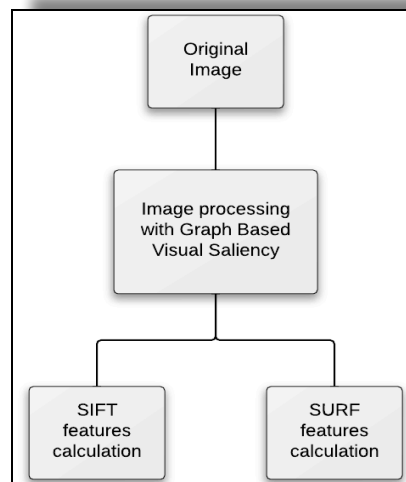 Original
Image
Image processing
with Graph Based
Visual Saliency
SIFT
features
calculation
SURF
features
calculation